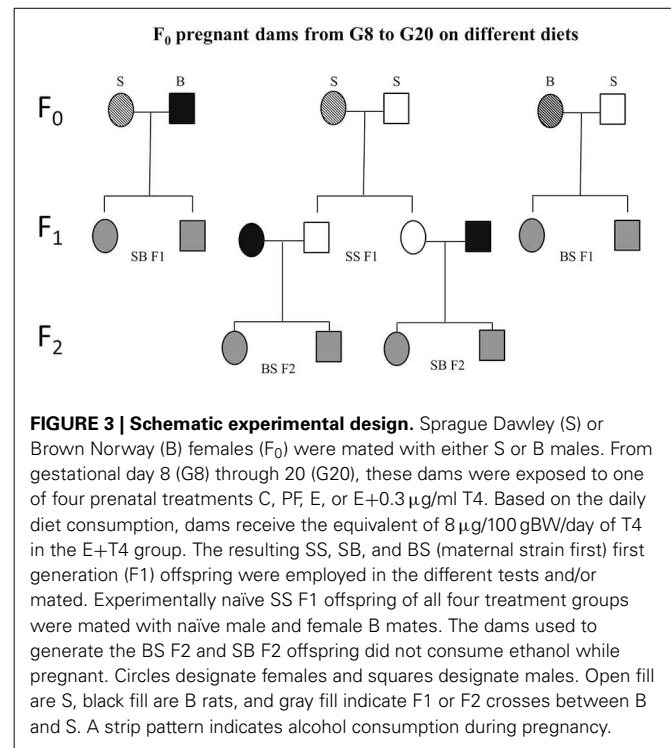 F₀ pregnant dams from G8 to G20 on different diets
S B S S B S
F₀
F₁
SB F1 SS F1 BS F1
F₂
BS F2 SB F2
FIGURE 3 | Schematic experimental design. Sprague Dawley (S) or
Brown Norway (B) females (F₀) were mated with either S or B males. From
gestational day 8 (G8) through 20 (G20), these dams were exposed to one
of four prenatal treatments C, PF, E, or E+0.3 μg/ml T4. Based on the daily
diet consumption, dams receive the equivalent of 8 μg/100 gBW/day of T4
in the E+T4 group. The resulting SS, SB, and BS (maternal strain first) first
generation (F1) offspring were employed in the different tests and/or
mated. Experimentally naïve SS F1 offspring of all four treatment groups
were mated with naïve male and female B mates. The dams used to
generate the BS F2 and SB F2 offspring did not consume ethanol while
pregnant. Circles designate females and squares designate males. Open fill
are S, black fill are B rats, and gray fill indicate F1 or F2 crosses between B
and S. A strip pattern indicates alcohol consumption during pregnancy.